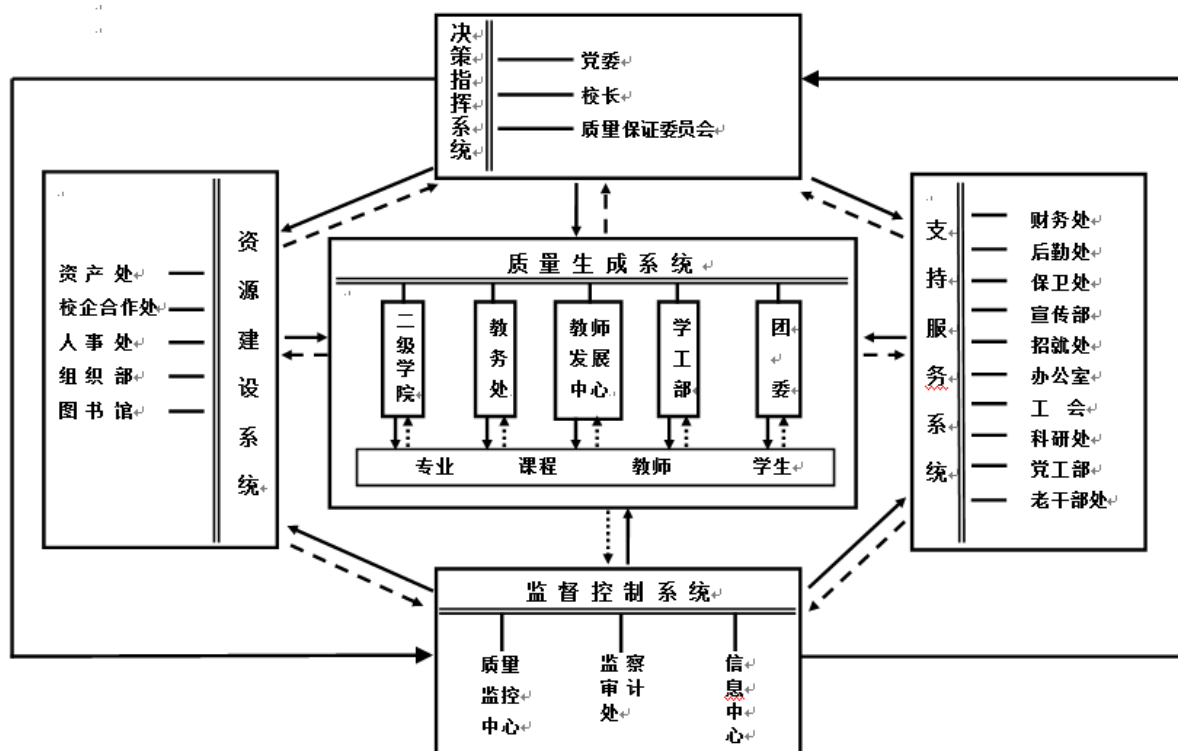 决策指挥系统
党委
校长
质量保证委员会
资产处
校企合作处
人事处
组织部
图书馆
资源建设系统
质量生成系统
二级学院
教务处
教师
发展
中心
学工部
团委
专业 课程 教师 学生
支持服务系统
财务处
后勤处
保卫处
宣传部
招就处
办公室
工会
科研处
党工部
老干部处
监督控制系统
质量
监控
中心
监察
审计
处
信息中心